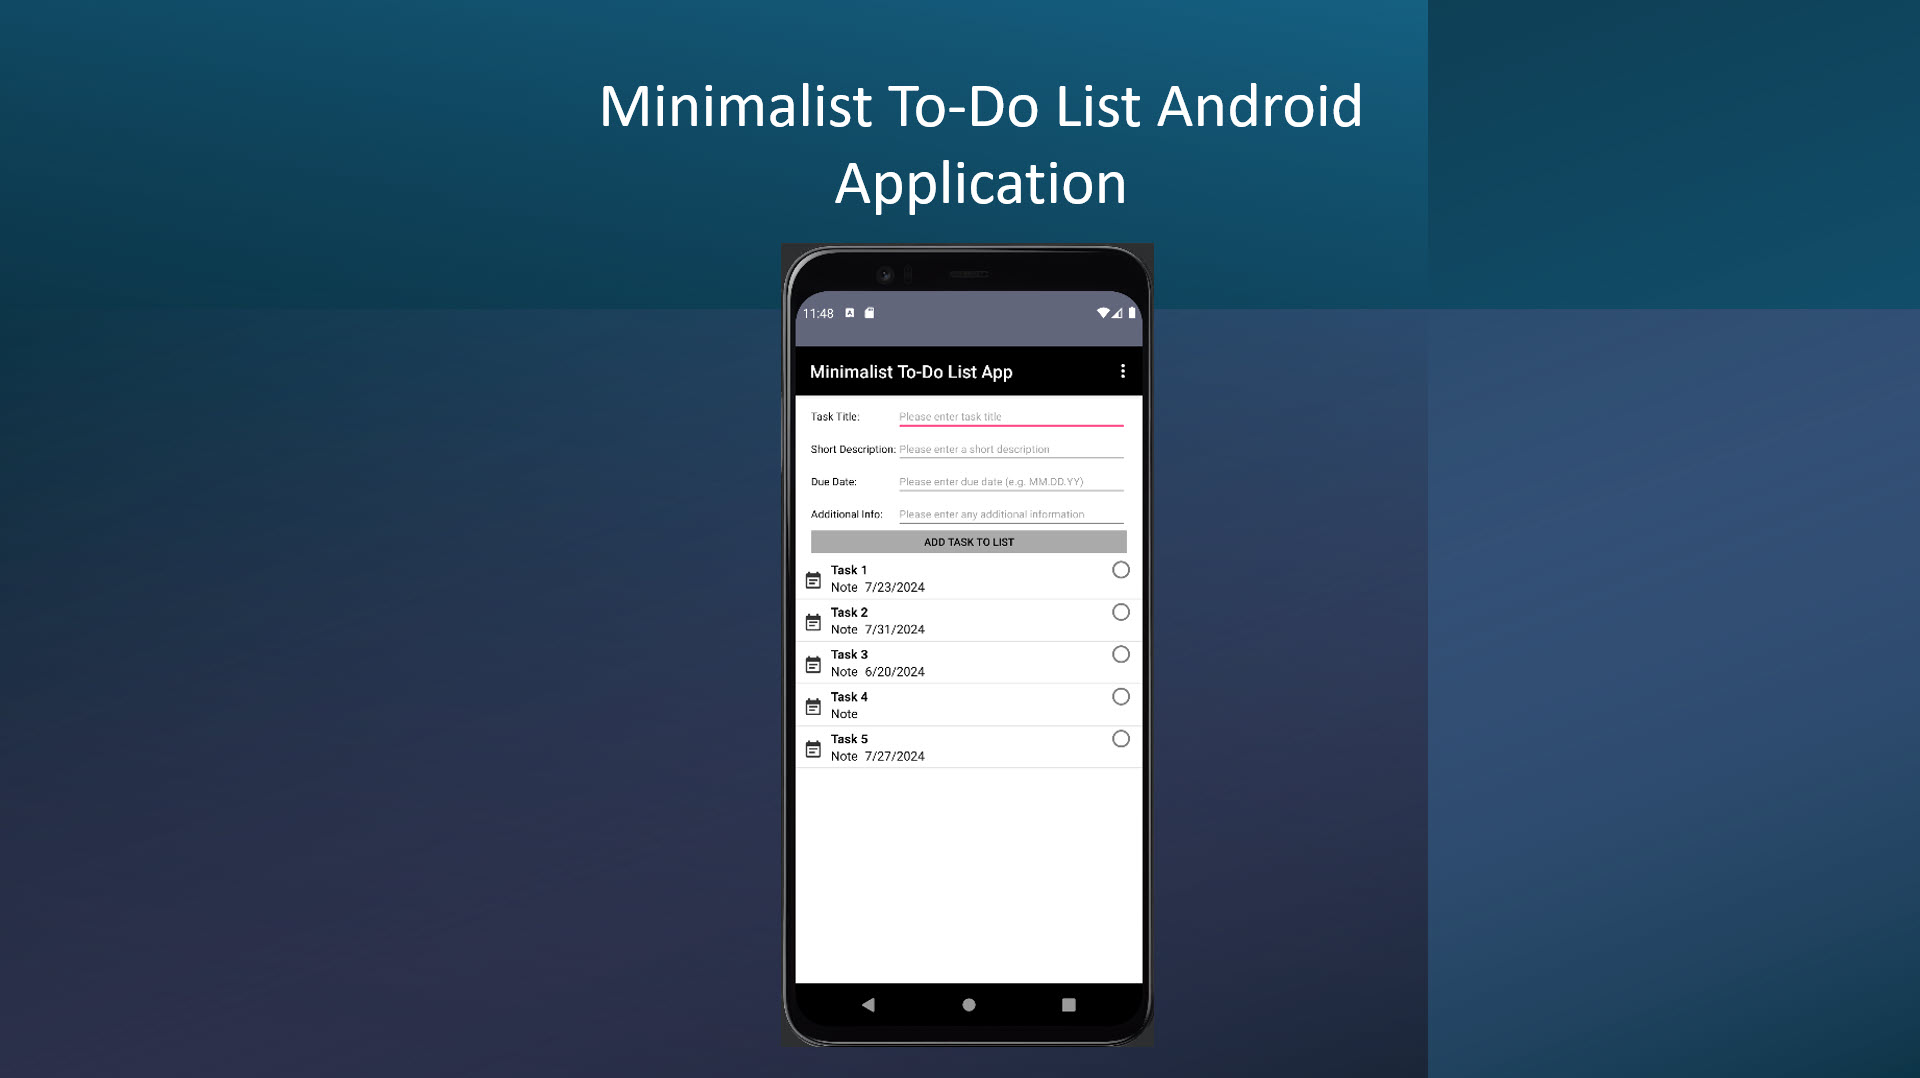 Minimalist To-Do List Android
Application
11:48
Minimalist To-Do List App
Task Title: Please enter task title
Short Description: Please enter a short description
Due Date: Please enter due date (e.g. MM.DD.YY)
Additional Info: Please enter any additional information
ADD TASK TO LIST
Task 1
Note 7/23/2024
Task 2
Note 7/31/2024
Task 3
Note 6/20/2024
Task 4
Note
Task 5
Note 7/27/2024